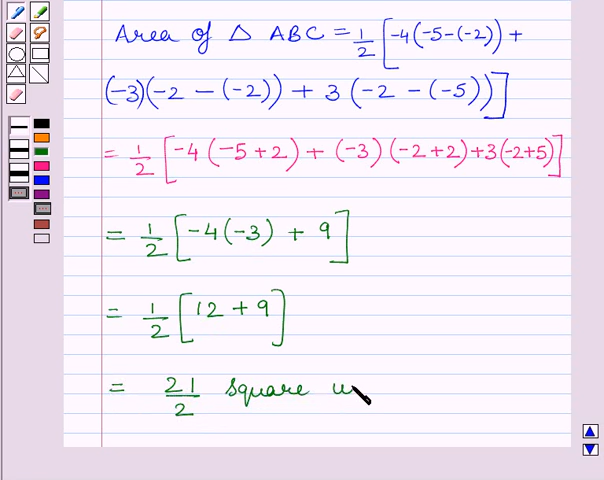 Area of △ ABC = 1/2 [-4(-5-(-2)) +
(-3)(-2 - (-2)) + 3 (-2 - (-5))]
= 1/2 [-4 (-5+2) + (-3) (-2+2)+3(-2+5)]
= 1/2 [-4(-3) + 9]
= 1/2 [12 + 9]
= 21/2 square